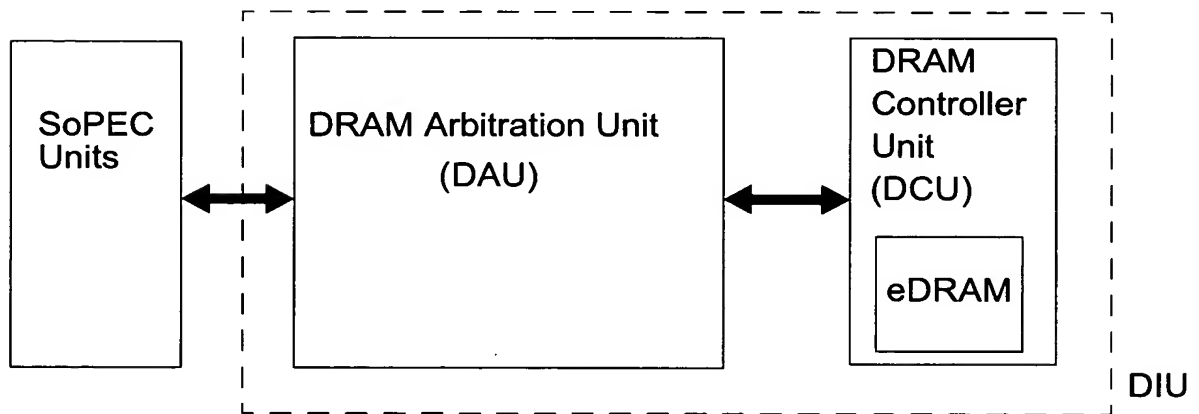 SoPEC
Units
DRAM Arbitration Unit
(DAU)
DRAM
Controller
Unit
(DCU)
eDRAM
DIU